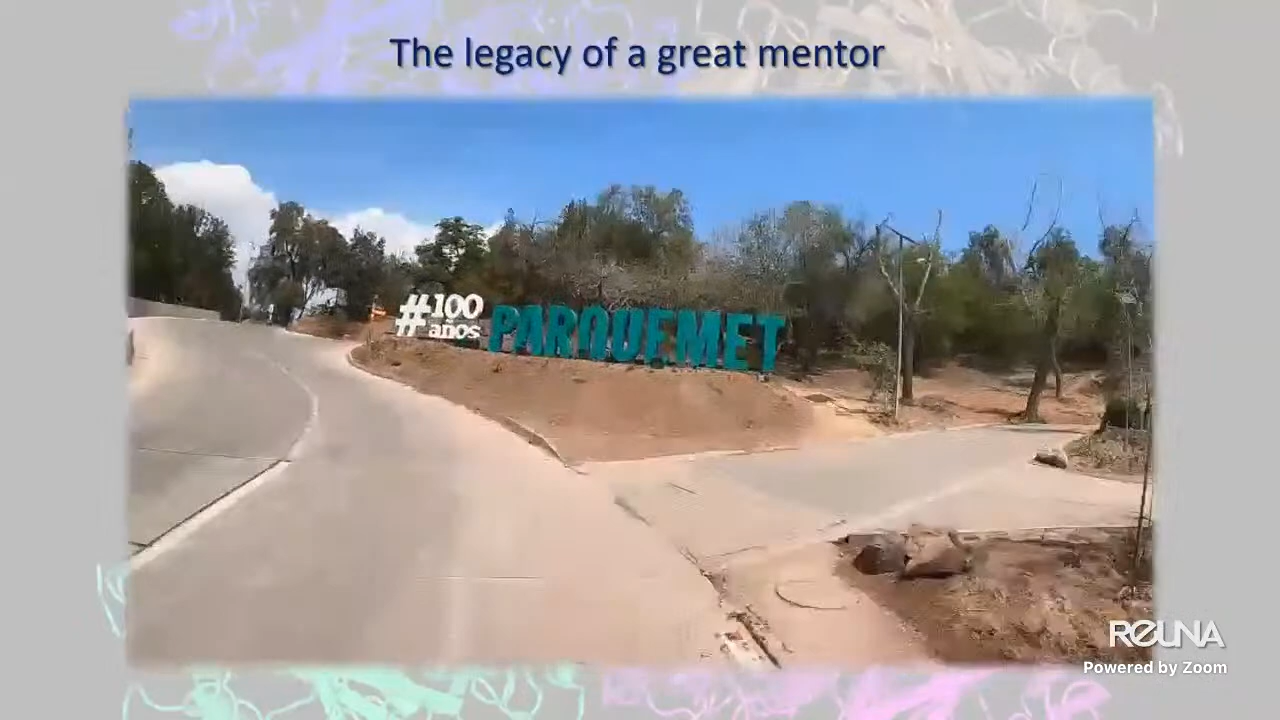 The legacy of a great mentor
#100
años
PARQUEMET
REUNA
Powered by Zoom